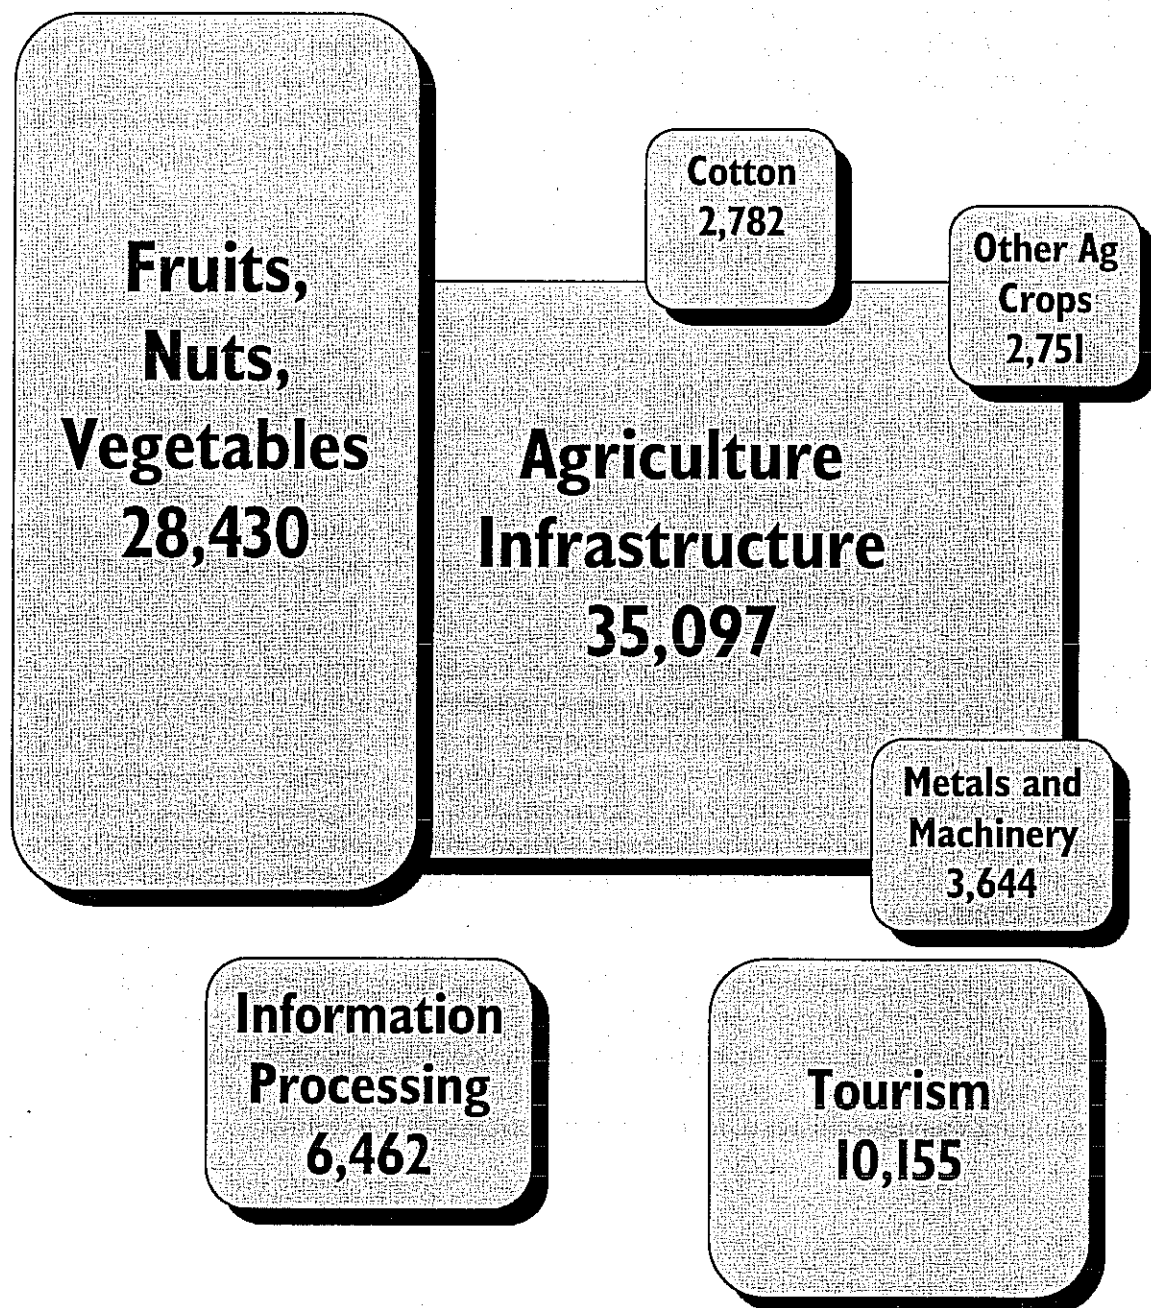 Fruits,
Nuts,
Vegetables
28,430
Cotton
2,782
Other Ag
Crops
2,751
Agriculture
Infrastructure
35,097
Metals and
Machinery
3,644
Information
Processing
6,462
Tourism
10,155